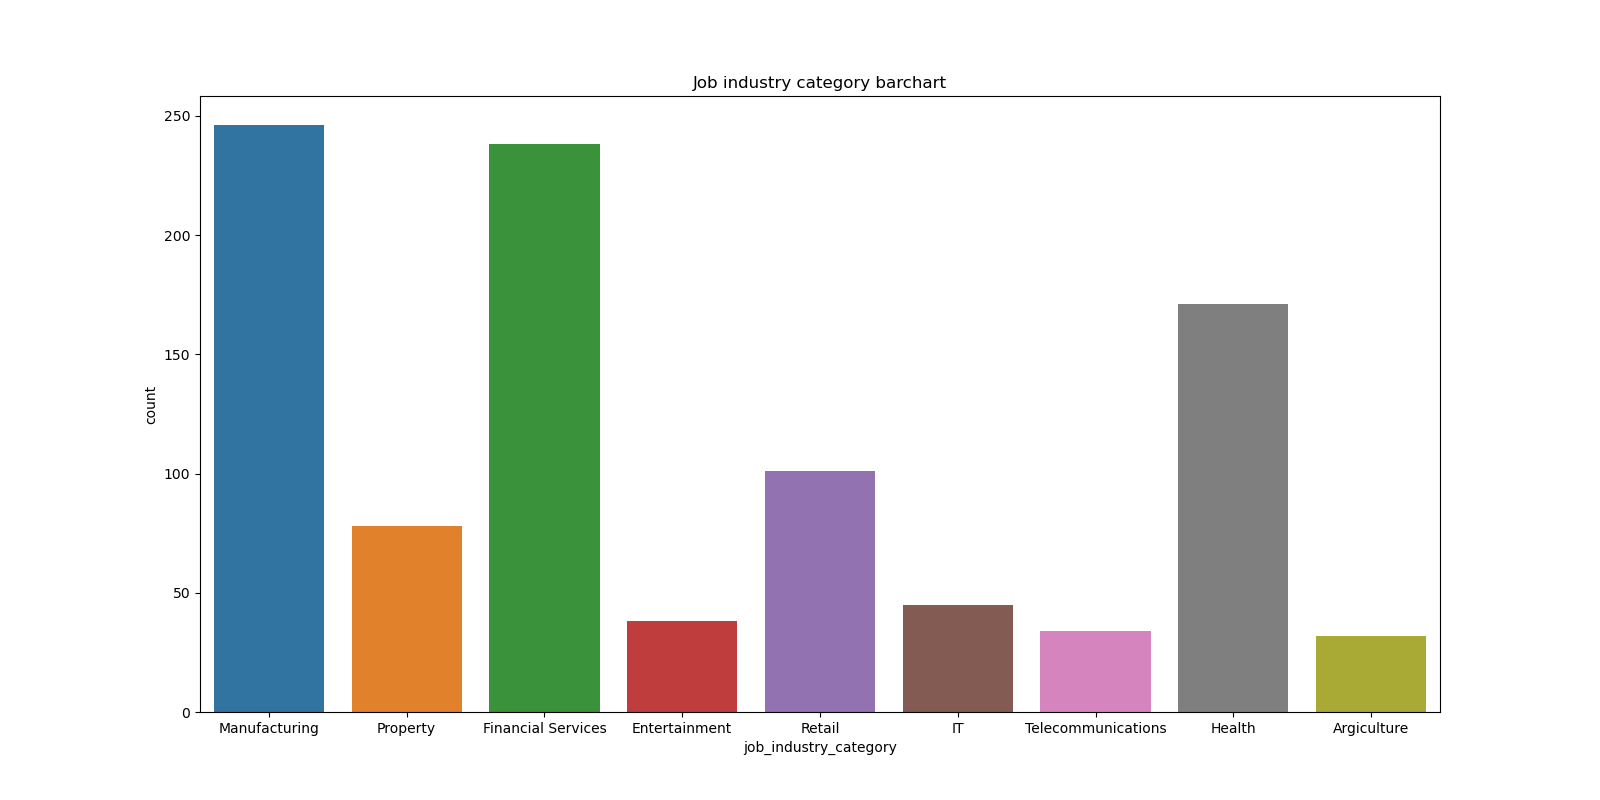 Job industry category barchart
250
200
150
100
50
0
count
Manufacturing Property Financial Services Entertainment Retail IT Telecommunications Health Argiculture
job_industry_category